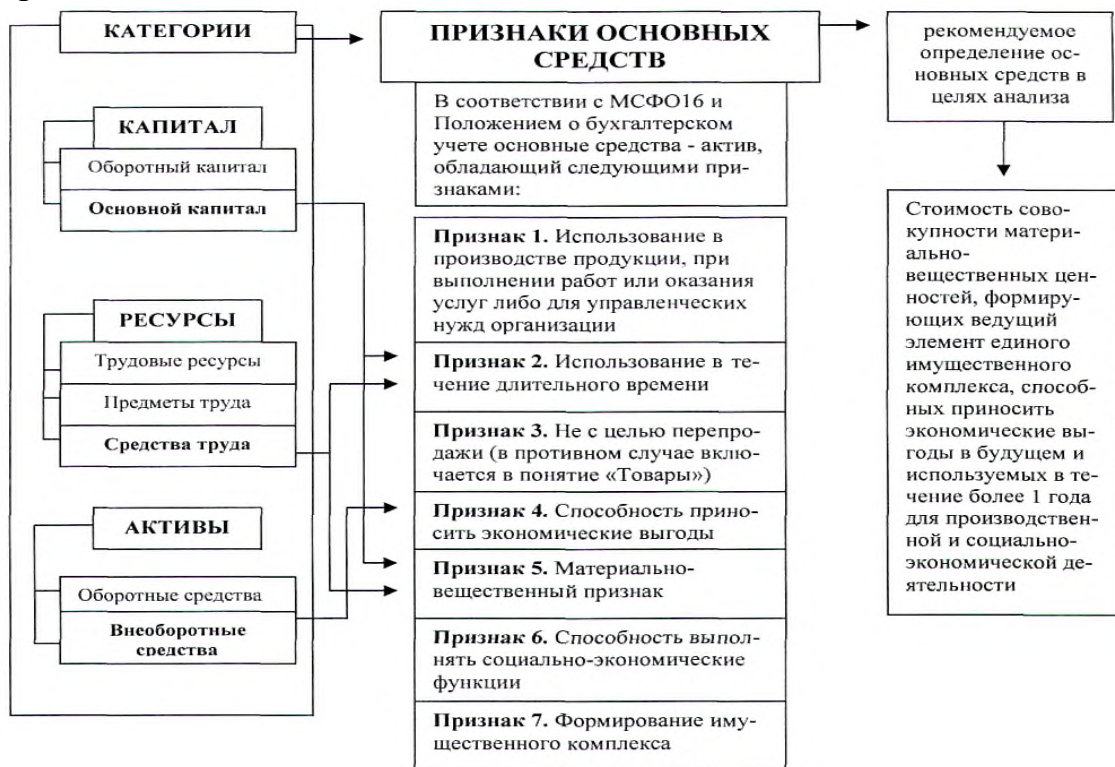 КАТЕГОРИИ
КАПИТАЛ
Оборотный капитал
Основной капитал
РЕСУРСЫ
Трудовые ресурсы
Предметы труда
Средства труда
АКТИВЫ
Оборотные средства
Внеоборотные
средства
ПРИЗНАКИ ОСНОВНЫХ
СРЕДСТВ
В соответствии с МСФО16 и
Положением о бухгалтерском
учете основные средства - актив,
обладающий следующими при-
знаками:
Признак 1. Использование в
производстве продукции, при
выполнении работ или оказания
услуг либо для управленческих
нужд организации
Признак 2. Использование в те-
чение длительного времени
Признак 3. Не с целью перепро-
дажи (в противном случае вклю-
чается в понятие «Товары»)
Признак 4. Способность прино-
сить экономические выгоды
Признак 5. Материально-
вещественный признак
Признак 6. Способность выпол-
нять социально-экономические
функции
Признак 7. Формирование иму-
щественного комплекса
рекомендуемое
определение ос-
новных средств в
целях анализа
Стоимость сово-
купности матери-
ально-
вещественных цен-
ностей, формиру-
ющих ведущий
элемент единого
имущественного
комплекса, способ-
ных приносить
экономические вы-
годы в будущем и
используемых в те-
чение более 1 года
для производствен-
ной и социально-
экономической де-
ятельности